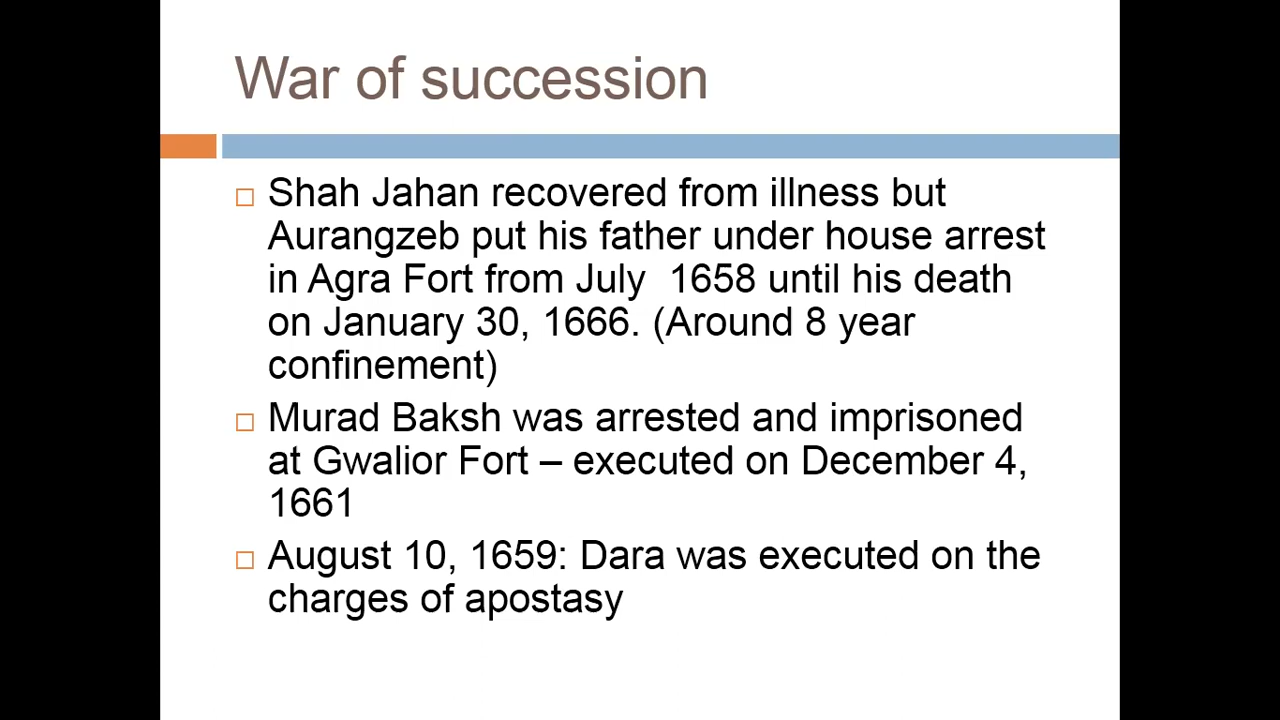 War of succession
Shah Jahan recovered from illness but
Aurangzeb put his father under house arrest
in Agra Fort from July  1658 until his death
on January 30, 1666. (Around 8 year
confinement)
Murad Baksh was arrested and imprisoned
at Gwalior Fort – executed on December 4,
1661
August 10, 1659: Dara was executed on the
charges of apostasy